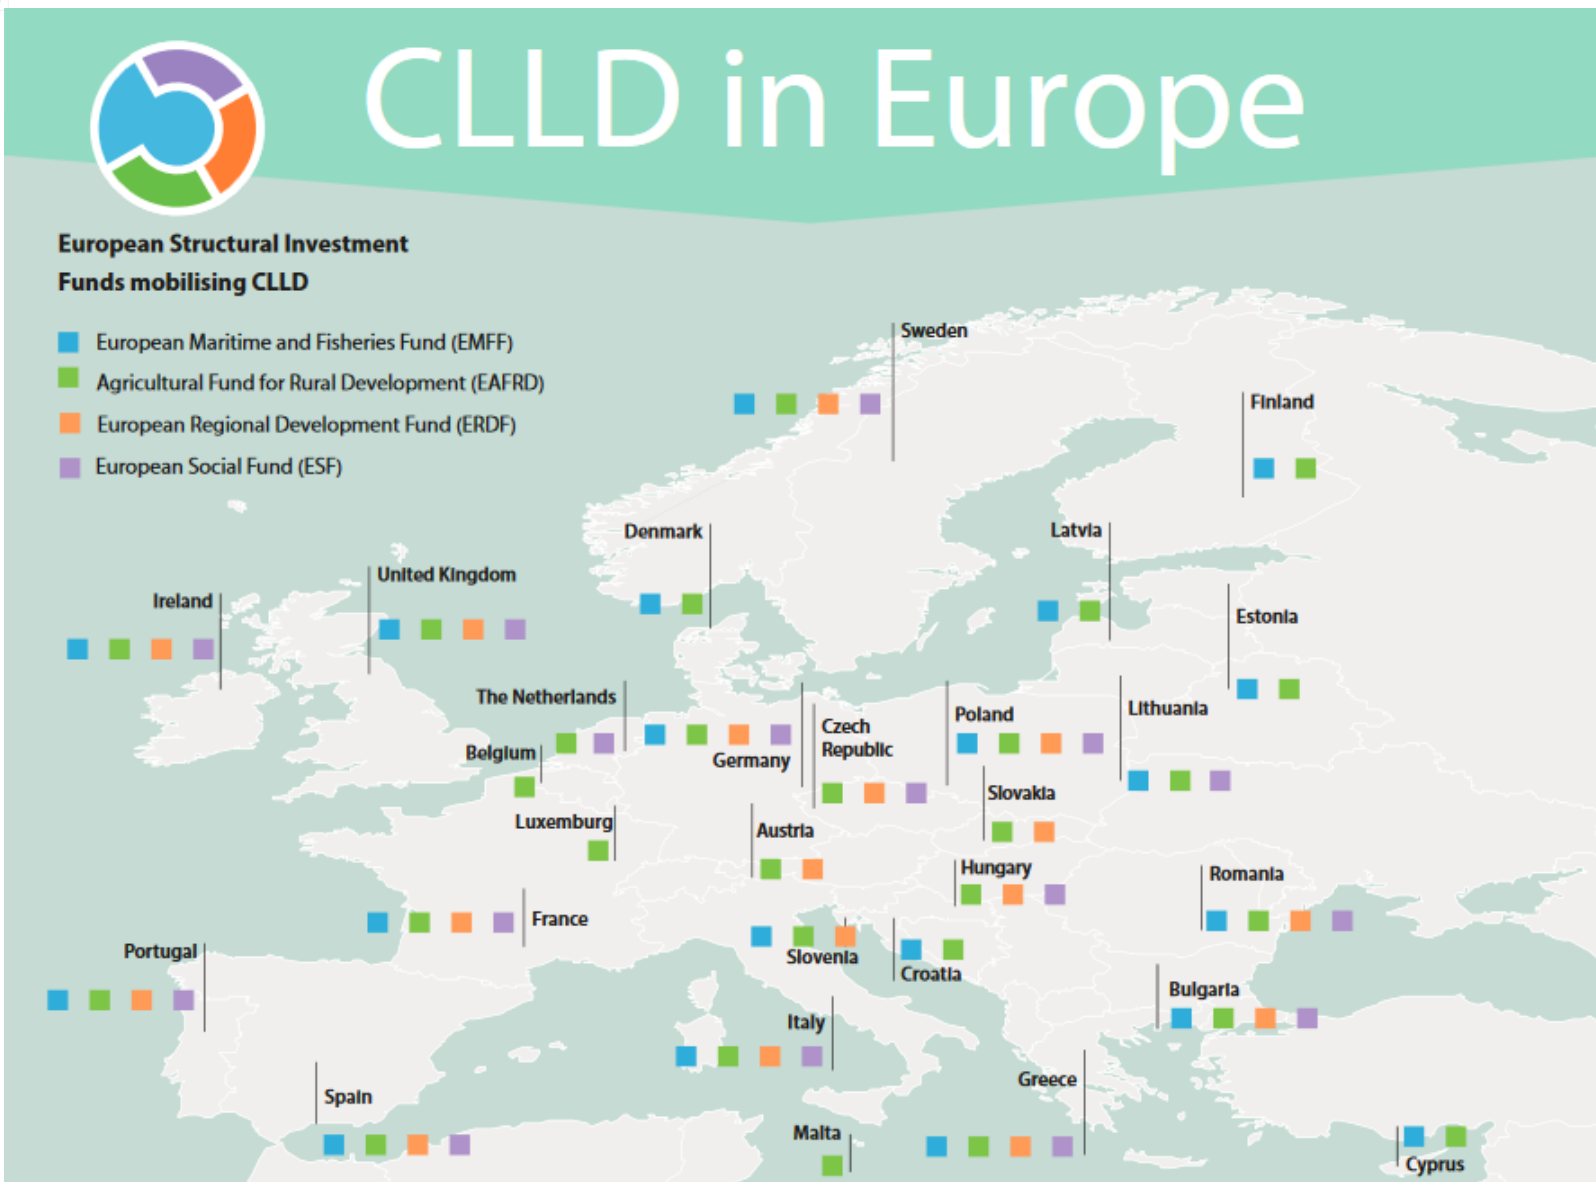 CLLD in Europe
European Structural Investment
Funds mobilising CLLD
European Maritime and Fisheries Fund (EMFF)
Agricultural Fund for Rural Development (EAFRD)
European Regional Development Fund (ERDF)
European Social Fund (ESF)
Sweden
Finland
Denmark
Latvia
United Kingdom
Ireland
Estonia
The Netherlands
Lithuania
Poland
Czech
Republic
Belgium
Germany
Slovakia
Luxemburg
Austria
Hungary
Romania
France
Portugal
Slovenia
Croatia
Bulgaria
Italy
Greece
Spain
Malta
Cyprus